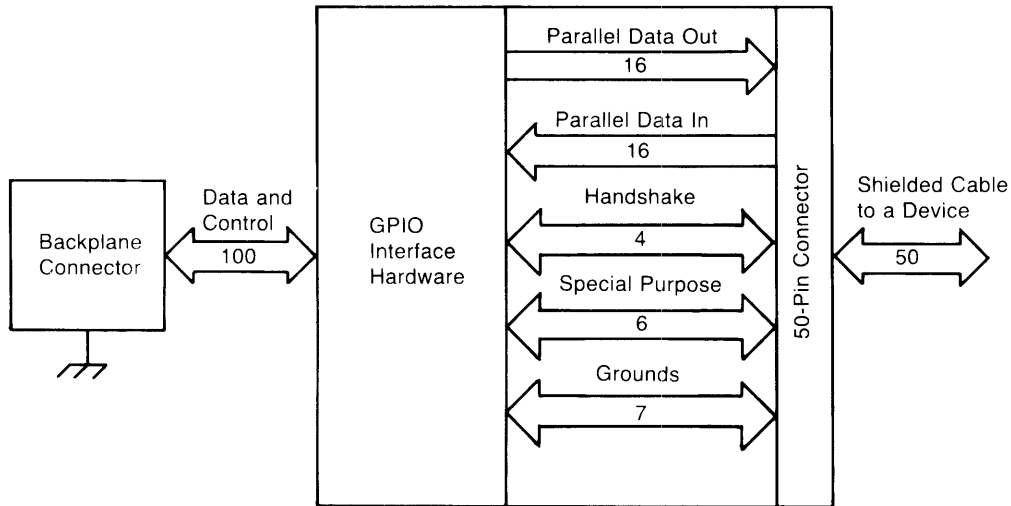 Backplane
Connector
Data and
Control
100
GPIO
Interface
Hardware
Parallel Data Out
16
Parallel Data In
16
Handshake
4
Special Purpose
6
Grounds
7
50-Pin Connector
Shielded Cable
to a Device
50